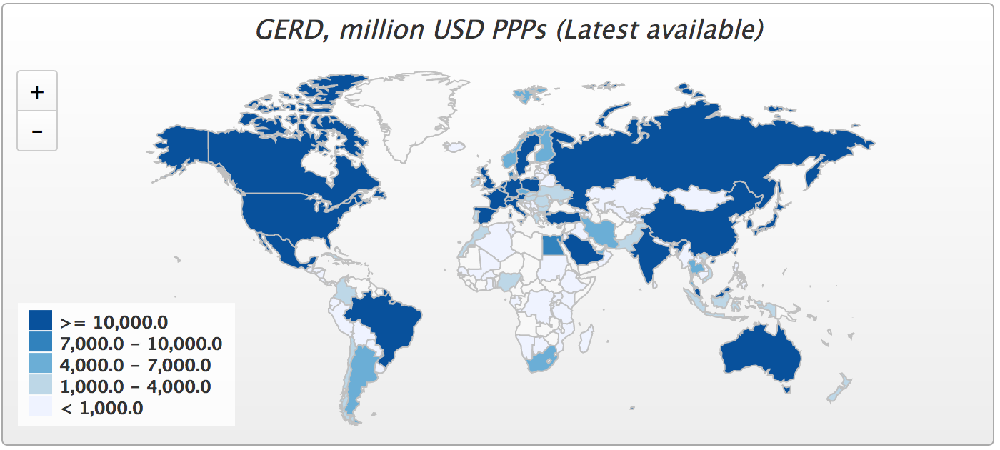 GERD, million USD PPPs (Latest available)
+
−
>= 10,000.0
7,000.0 − 10,000.0
4,000.0 − 7,000.0
1,000.0 − 4,000.0
< 1,000.0